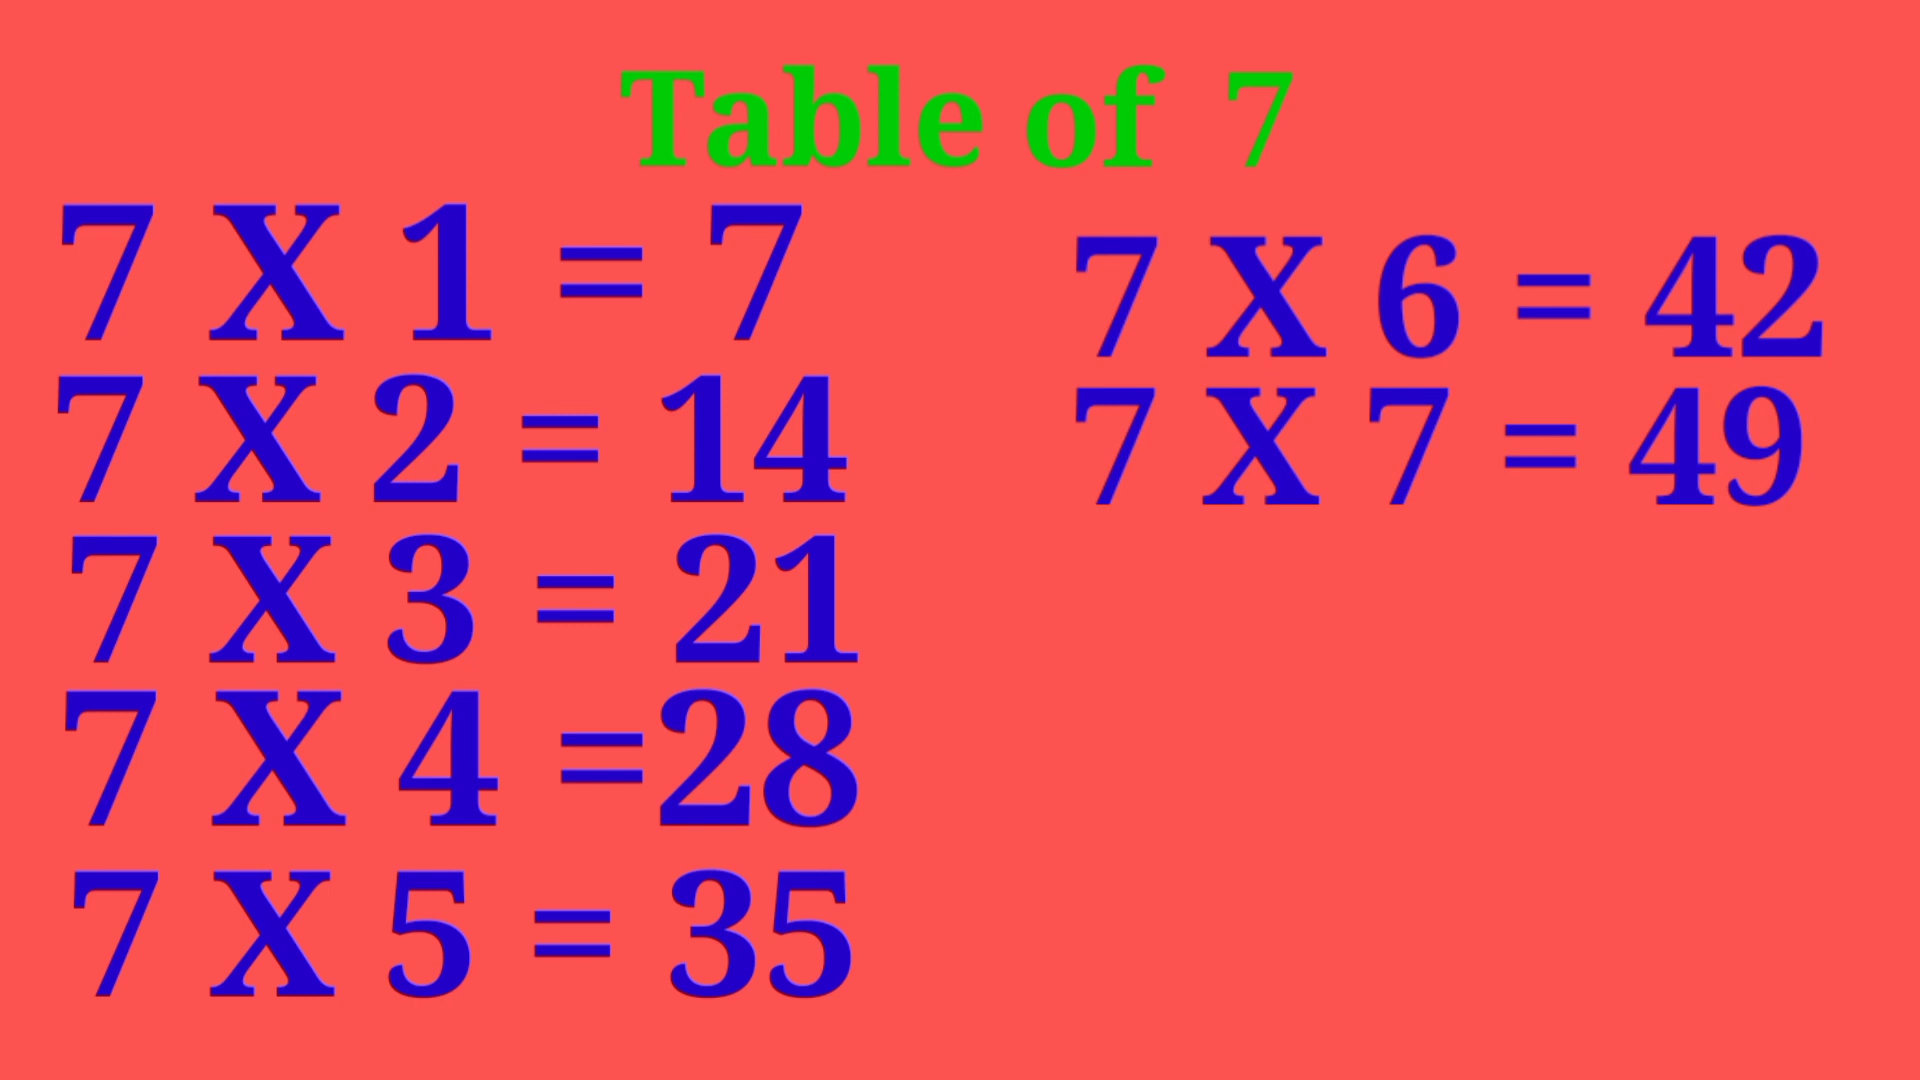 Table of 7
7 X 1 = 7
7 X 2 = 14
7 X 3 = 21
7 X 4 =28
7 X 5 = 35
7 X 6 = 42
7 X 7 = 49